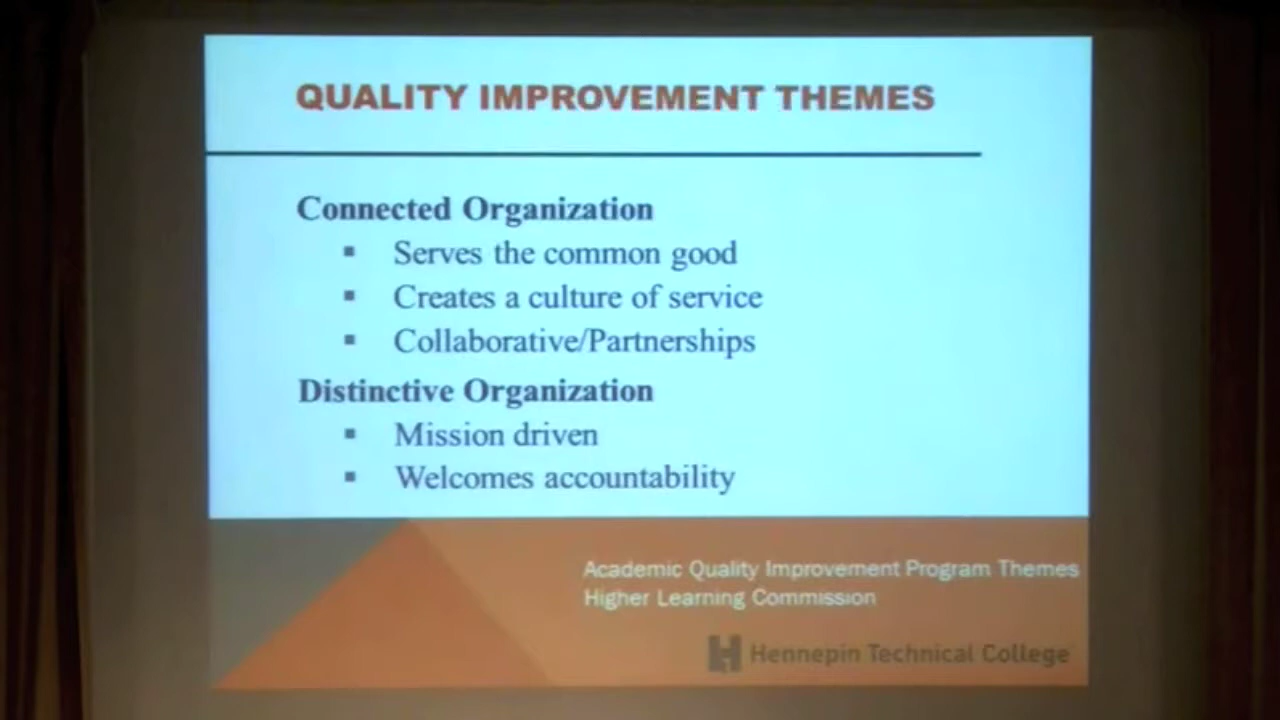 QUALITY IMPROVEMENT THEMES
Connected Organization
▪ Serves the common good
▪ Creates a culture of service
▪ Collaborative/Partnerships
Distinctive Organization
▪ Mission driven
▪ Welcomes accountability
Academic Quality Improvement Program Themes
Higher Learning Commission
Hennepin Technical College